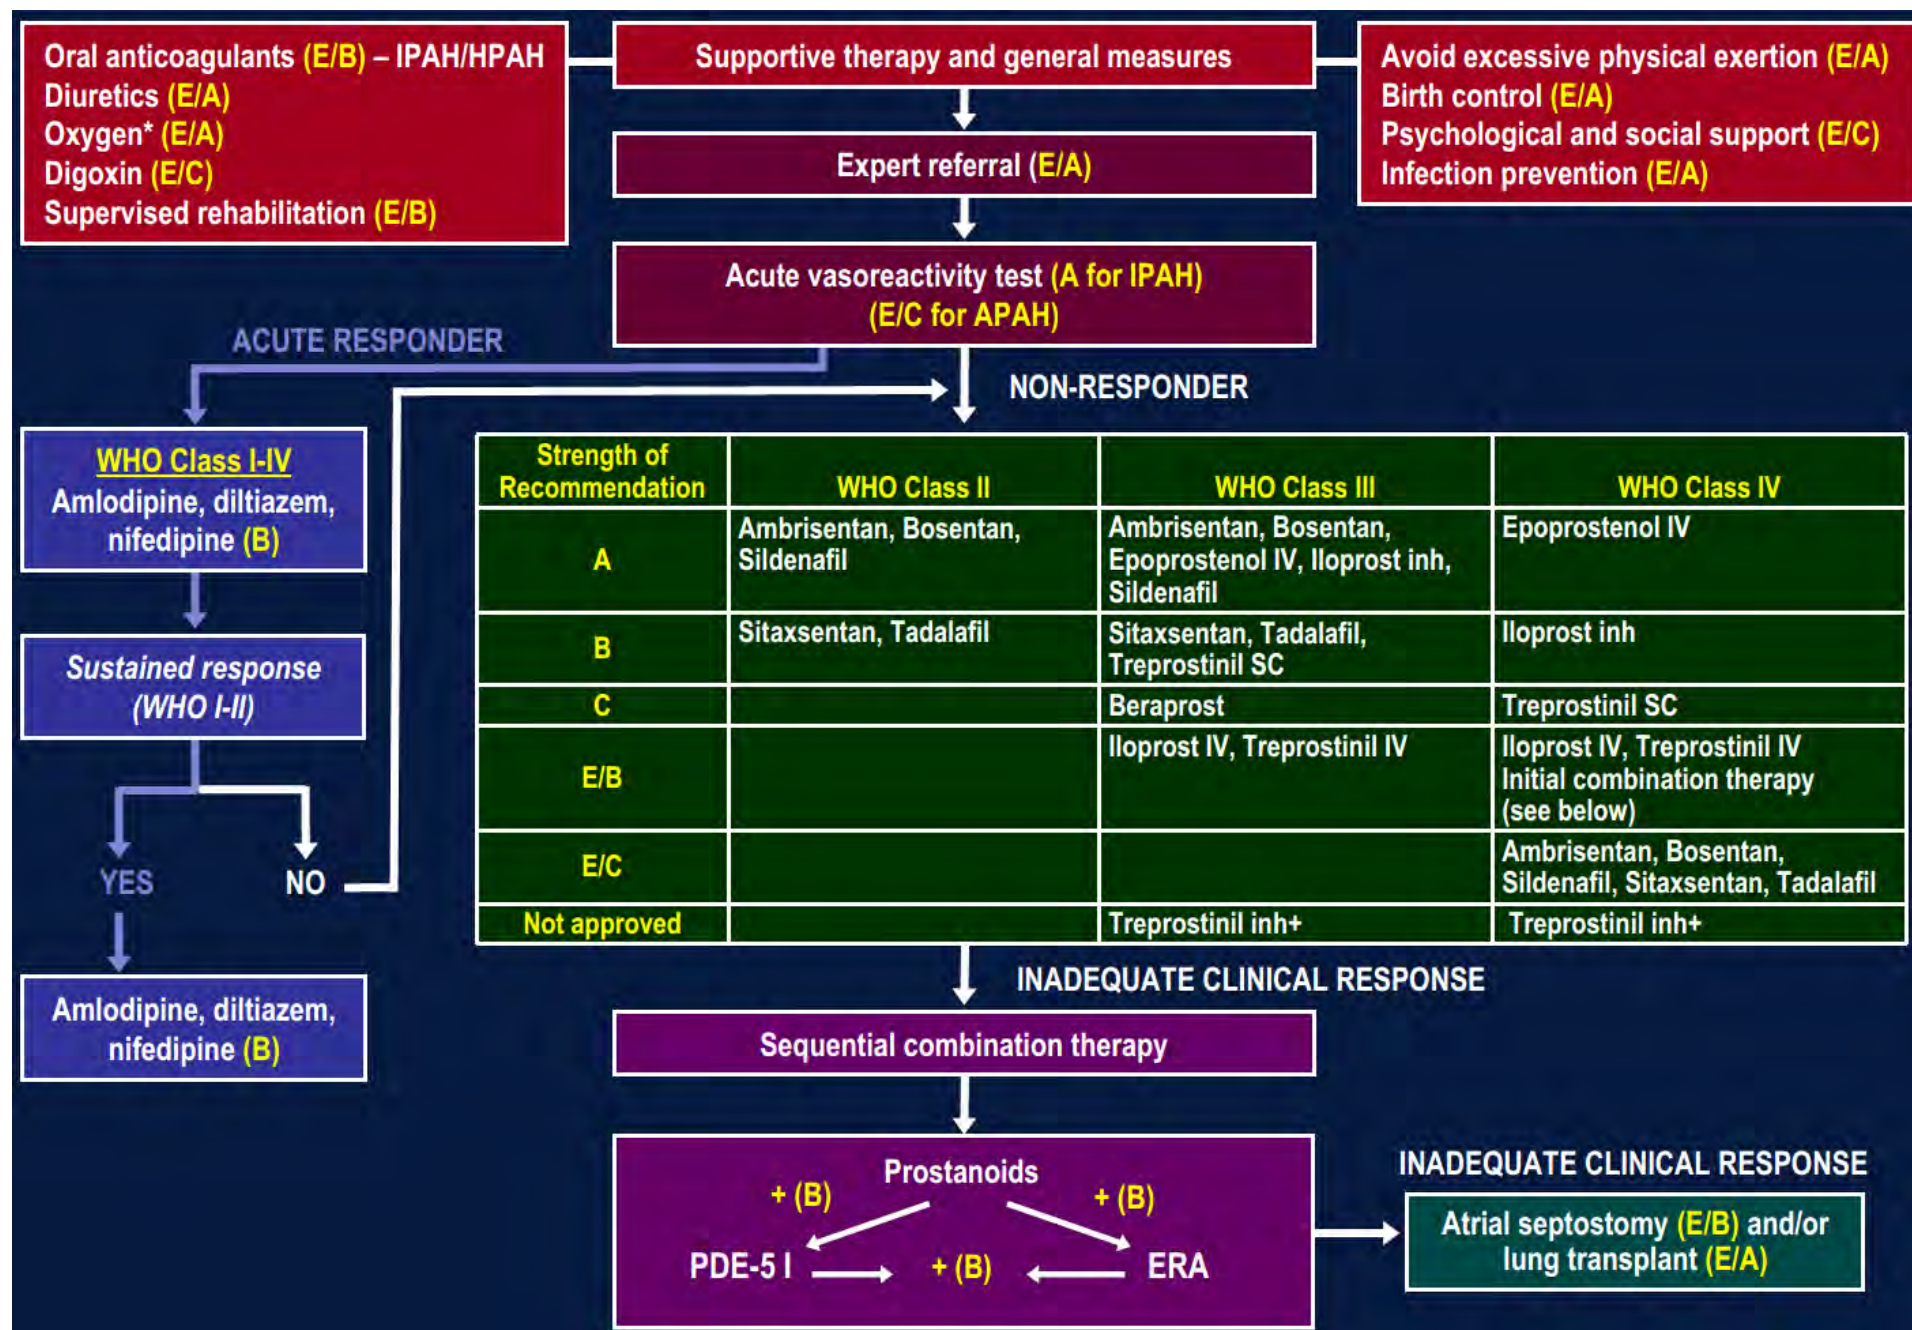 Oral anticoagulants (E/B) – IPAH/HPAH
Diuretics (E/A)
Oxygen* (E/A)
Digoxin (E/C)
Supervised rehabilitation (E/B)
Supportive therapy and general measures
Avoid excessive physical exertion (E/A)
Birth control (E/A)
Psychological and social support (E/C)
Infection prevention (E/A)
Expert referral (E/A)
Acute vasoreactivity test (A for IPAH)
(E/C for APAH)
ACUTE RESPONDER
NON-RESPONDER
WHO Class I-IV
Amlodipine, diltiazem,
nifedipine (B)
Sustained response
(WHO I-II)
YES
NO
Amlodipine, diltiazem,
nifedipine (B)
Strength of
Recommendation
WHO Class II
WHO Class III
WHO Class IV
A
Ambrisentan, Bosentan,
Sildenafil
Ambrisentan, Bosentan,
Epoprostenol IV, Iloprost inh,
Sildenafil
Epoprostenol IV
B
Sitaxsentan, Tadalafil
Sitaxsentan, Tadalafil,
Treprostinil SC
Iloprost inh
C
Beraprost
Treprostinil SC
E/B
Iloprost IV, Treprostinil IV
Iloprost IV, Treprostinil IV
Initial combination therapy
(see below)
E/C
Ambrisentan, Bosentan,
Sildenafil, Sitaxsentan, Tadalafil
Not approved
Treprostinil inh+
Treprostinil inh+
INADEQUATE CLINICAL RESPONSE
Sequential combination therapy
Prostanoids
+ (B)
+ (B)
PDE-5 I
+ (B)
ERA
INADEQUATE CLINICAL RESPONSE
Atrial septostomy (E/B) and/or
lung transplant (E/A)